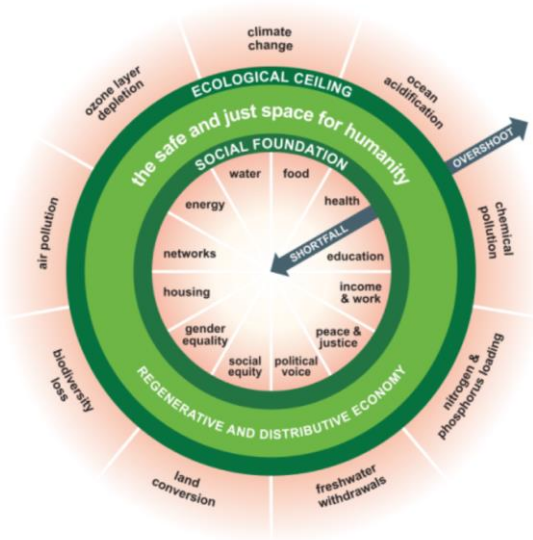 climate
change
ocean
acidification
OVERSHOOT
chemical
pollution
nitrogen &
phosphorus loading
freshwater
withdrawals
land
conversion
biodiversity
loss
air pollution
ozone layer
depletion
ECOLOGICAL CEILING
the safe and just space for humanity
SOCIAL FOUNDATION
water
food
health
SHORTFALL
education
income
& work
peace &
justice
political
voice
social
equity
gender
equality
housing
networks
energy
REGENERATIVE AND DISTRIBUTIVE ECONOMY